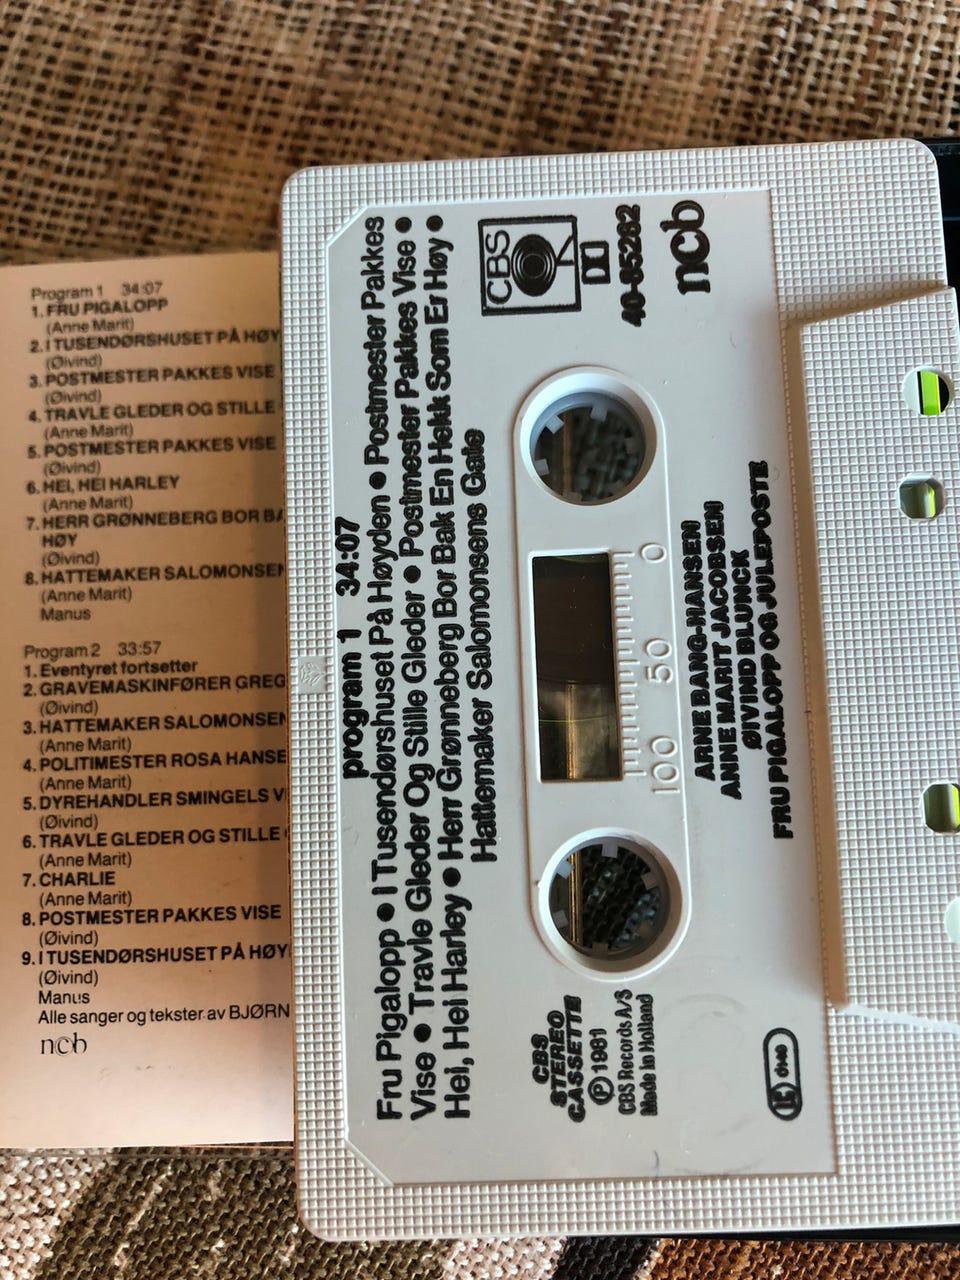 Program 1 34:07
1. FRU PIGALOPP
(Anne Marit)
2. I TUSENDØRSHUSET PÅ HØY
(Øivind)
3. POSTMESTER PAKKES VISE
(Øivind)
4. TRAVLE GLEDER OG STILLE
(Anne Marit)
5. POSTMESTER PAKKES VISE
(Øivind)
6. HEI, HEI HARLEY
(Anne Marit)
7. HERR GRØNNEBERG BOR BA
HØY
(Øivind)
8. HATTEMAKER SALOMONSEN
(Anne Marit)
Manus
Program 2 33:57
1. Eventyret fortsetter
2. GRAVEMASKINFØRER GREG
(Øivind)
3. HATTEMAKER SALOMONSEN
(Anne Marit)
4. POLITIMESTER ROSA HANSE
(Anne Marit)
5. DYREHANDLER SMINGELS V
(Øivind)
6. TRAVLE GLEDER OG STILLE
(Anne Marit)
7. CHARLIE
(Anne Marit)
8. POSTMESTER PAKKES VISE
(Øivind)
9. I TUSENDØRSHUSET PÅ HØY
(Øivind)
Manus
Alle sanger og tekster av BJØRN
ncb
program 1 34:07
Fru Pigalopp ● I Tusendørshuset På Høyden ● Postmester Pakkes
Vise ● Travle Gleder Og Stille Gleder ● Postmester Pakkes Vise ●
Hei, Hei Harley ● Herr Grønneberg Bor Bak En Hekk Som Er Høy ●
Hattemaker Salomonsens Gale
CBS
40-85262
ncb
100 50 0
CBS
STEREO
CASSETTE
℗ 1981
CBS Records A/S
Made in Holland
ARNE BANG-HANSEN
ANNE MARIT JACOBSEN
ØIVIND BLUNCK
FRU PIGALOPP OG JULEPOSTE